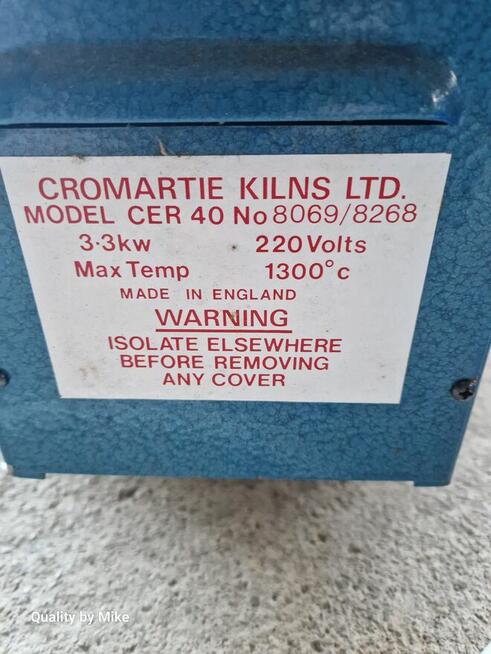 CROMARTIE KILNS LTD.
MODEL CER 40 No 8069/8268
3·3kw 220 Volts
Max Temp 1300°c
MADE IN ENGLAND
WARNING
ISOLATE ELSEWHERE
BEFORE REMOVING
ANY COVER
Quality by Mike